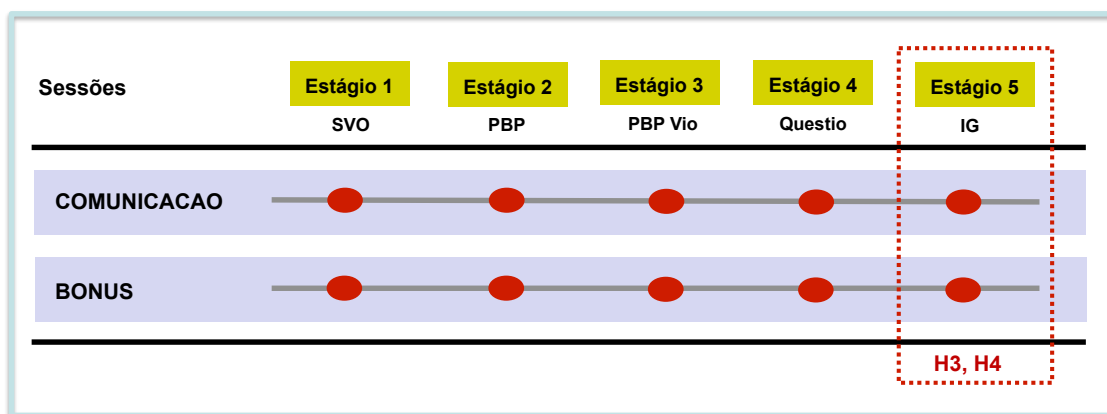 Sessões Estágio 1 Estágio 2 Estágio 3 Estágio 4 Estágio 5
SVO PBP PBP Vio Questio IG
COMUNICACAO
BONUS
H3, H4